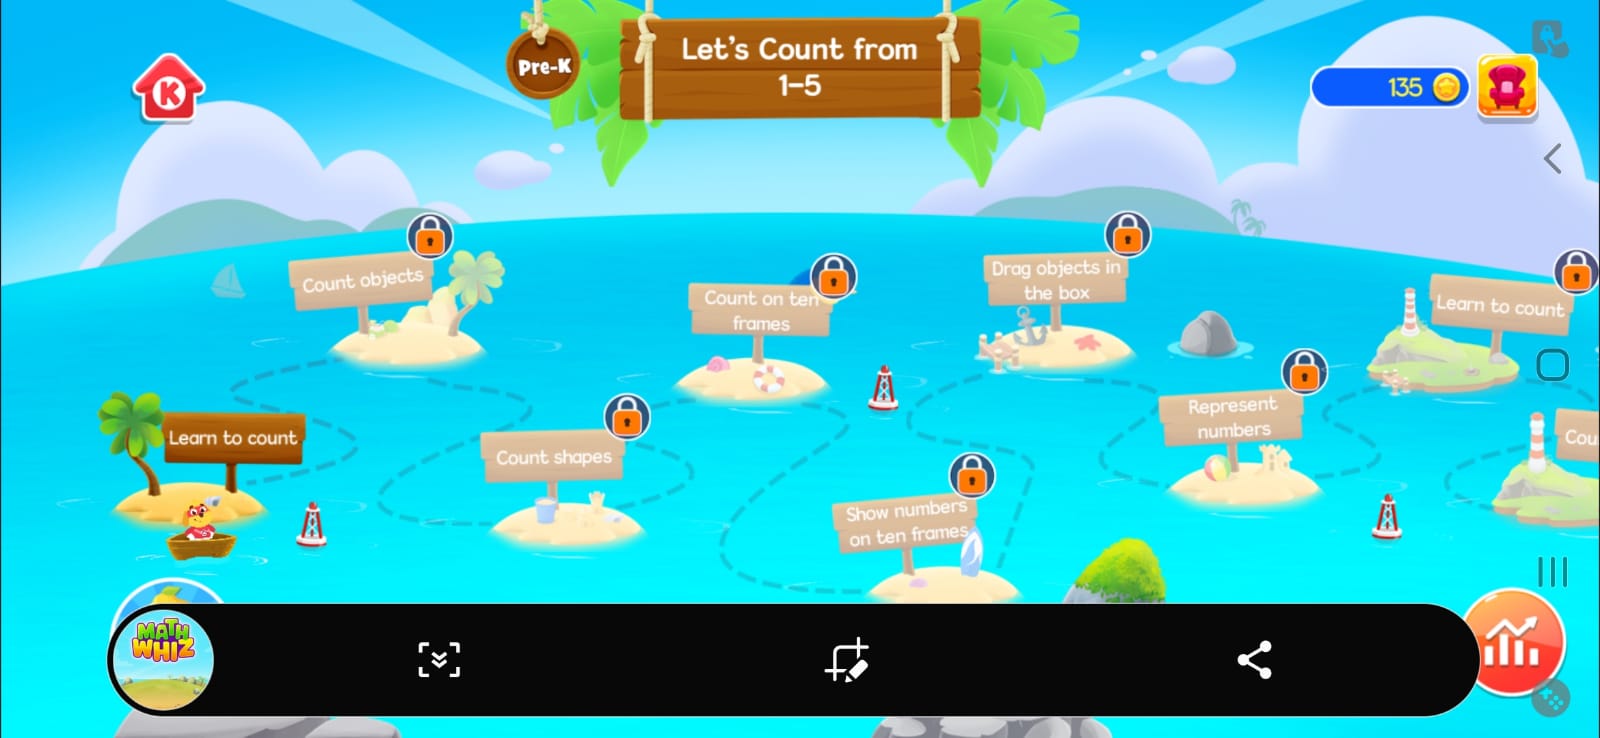 Pre-K
Let's Count from
1-5
K
135
Count objects
Count on ten
frames
Drag objects in
the box
Learn to count
Learn to count
Count shapes
Represent
numbers
Cou
Show numbers
on ten frames
MATH
WHIZ